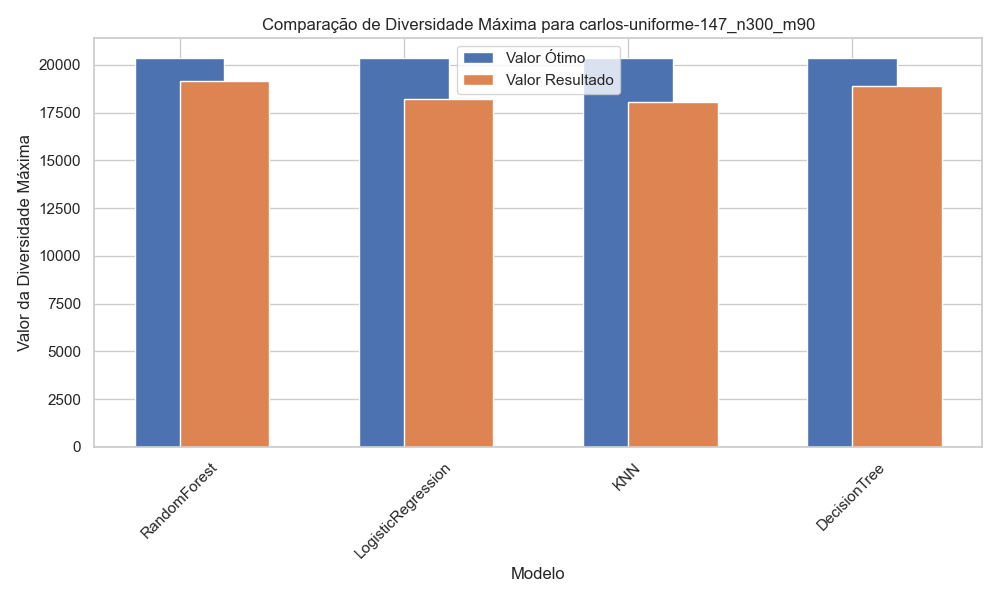 Comparação de Diversidade Máxima para carlos-uniforme-147_n300_m90
Valor Ótimo
Valor Resultado
Valor da Diversidade Máxima
20000
17500
15000
12500
10000
7500
5000
2500
0
RandomForest
LogisticRegression
KNN
DecisionTree
Modelo